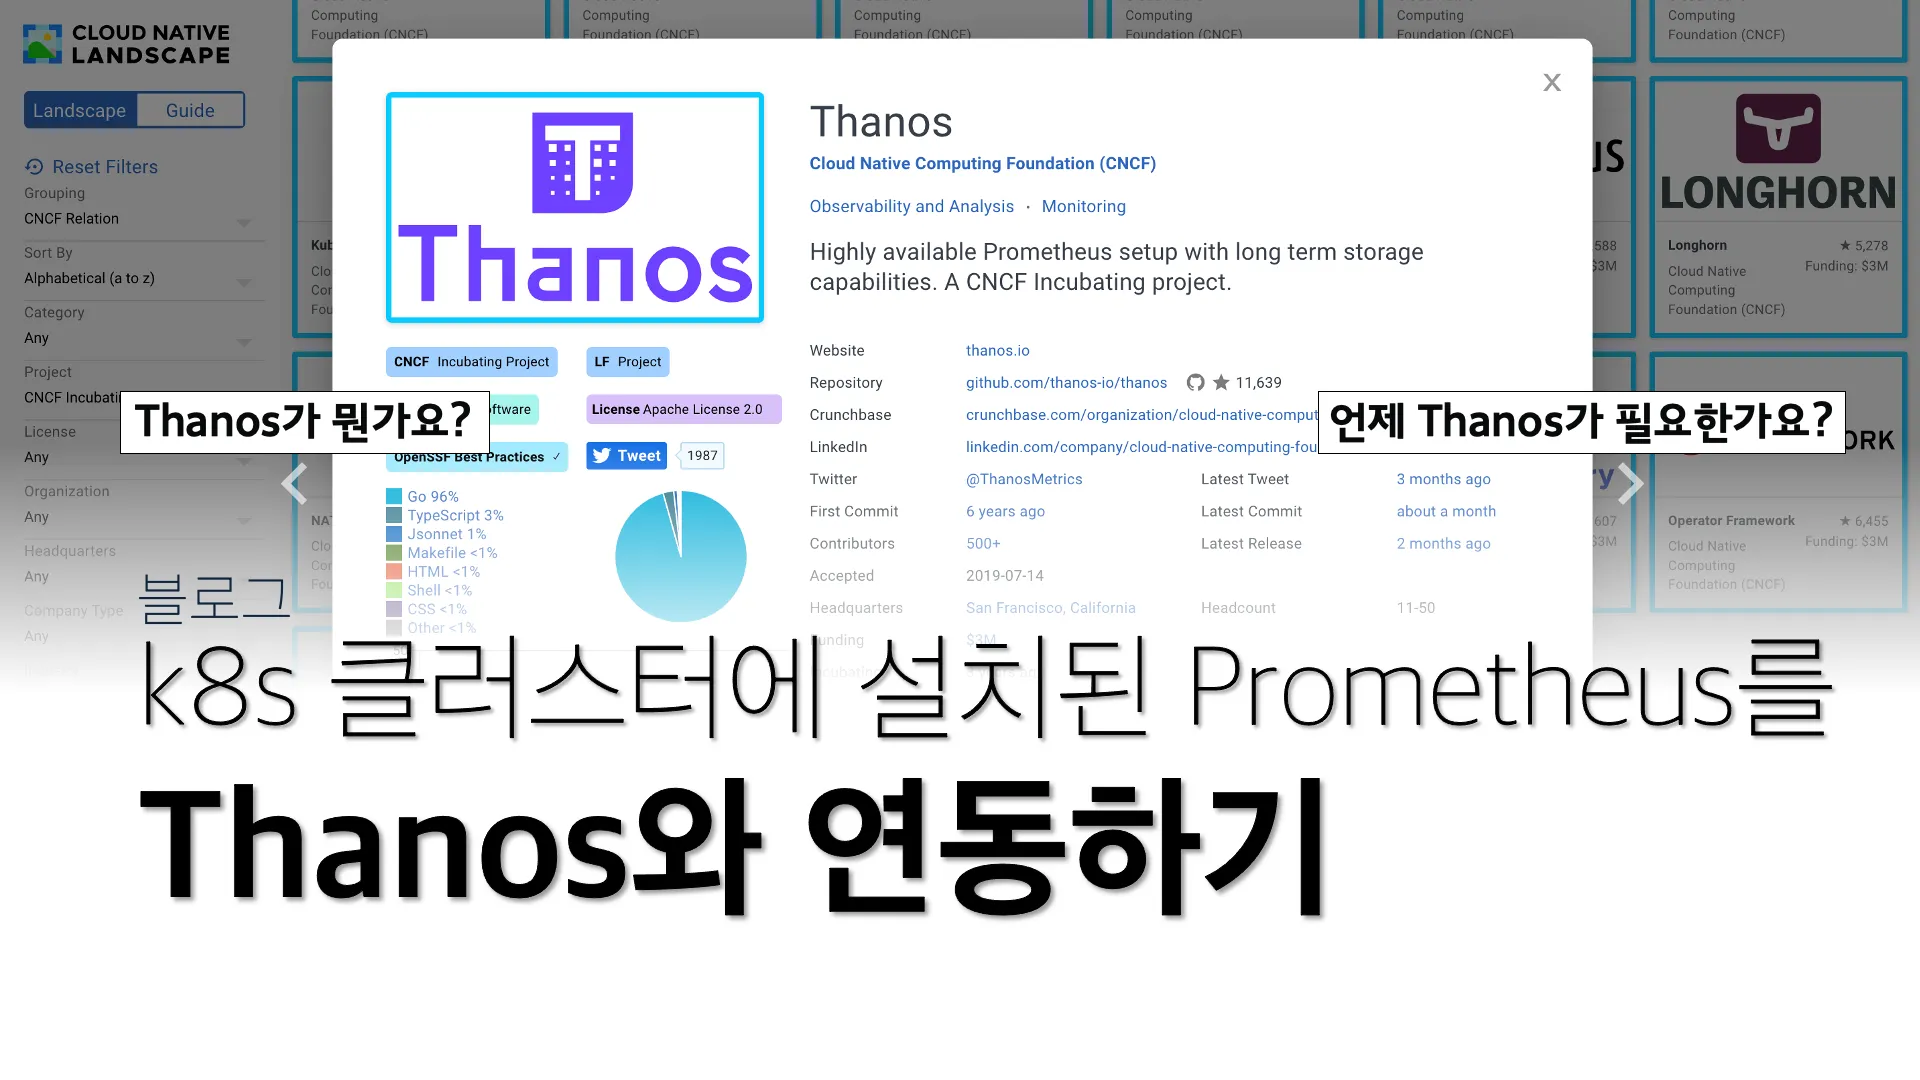 CLOUD NATIVE
LANDSCAPE
Landscape
Guide
Reset Filters
Grouping
CNCF Relation
Sort By
Alphabetical (a to z)
Category
Any
Project
CNCF Incubati
License
Any
Organization
Any
Headquarters
Any
Company Type
Any
Computing
Foundation (CNCF)
Computing
Foundation (CNCF)
Computing
Foundation (CNCF)
Computing
Foundation (CNCF)
Computing
Foundation (CNCF)
Computing
Foundation (CNCF)
X
Thanos
CNCF Incubating Project
LF Project
ftware
License Apache License 2.0
OpenSSF Best Practices ✓
Tweet
1987
Go 96%
TypeScript 3%
Jsonnet 1%
Makefile <1%
HTML <1%
Shell <1%
CSS <1%
Other <1%
Thanos
Cloud Native Computing Foundation (CNCF)
Observability and Analysis · Monitoring
Highly available Prometheus setup with long term storage
capabilities. A CNCF Incubating project.
Website thanos.io
Repository github.com/thanos-io/thanos ★ 11,639
Crunchbase crunchbase.com/organization/cloud-native-comput
LinkedIn linkedin.com/company/cloud-native-computing-fou
Twitter @ThanosMetrics Latest Tweet 3 months ago
First Commit 6 years ago Latest Commit about a month
Contributors 500+ Latest Release 2 months ago
Accepted 2019-07-14
Headquarters San Francisco, California Headcount 11-50
Funding $3M
LONGHORN
Longhorn ★ 5,278
Funding: $3M
Cloud Native
Computing
Foundation (CNCF)
ORK
Operator Framework ★ 6,455
Funding: $3M
Cloud Native
Computing
Foundation (CNCF)
Thanos가 뭔가요?
언제 Thanos가 필요한가요?
블로그
k8s 클러스터에 설치된 Prometheus를
Thanos와 연동하기